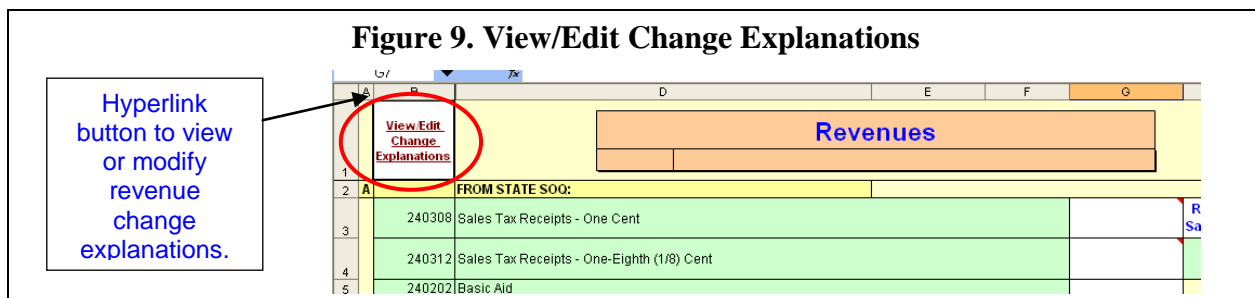 Figure 9. View/Edit Change Explanations
Hyperlink
button to view
or modify
revenue
change
explanations.
G7 fx
A B D E F G
View/Edit
Change
Explanations
Revenues
1
2 A FROM STATE SOQ:
3 240308 Sales Tax Receipts - One Cent
R
Sa
4 240312 Sales Tax Receipts - One-Eighth (1/8) Cent
5 240202 Basic Aid